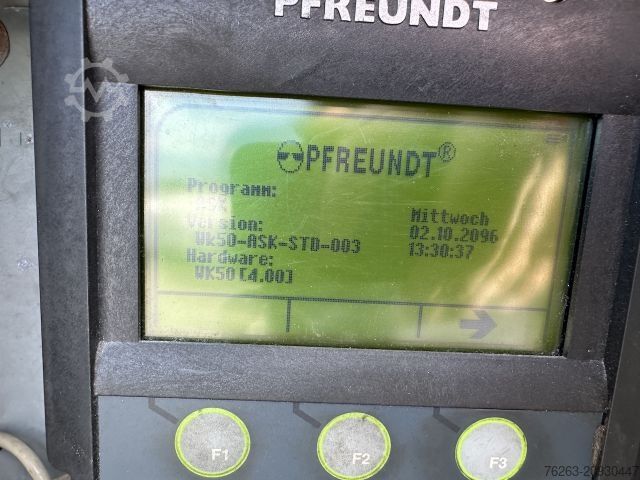 PFREUNDT
PFREUNDT®
Programm:
ASK
Version:
Mittwoch
Wk50-ASK-STD-003
02.10.2096
Hardware:
13:30:37
WK50[4.00]
F1
F2
F3
76263-20930447